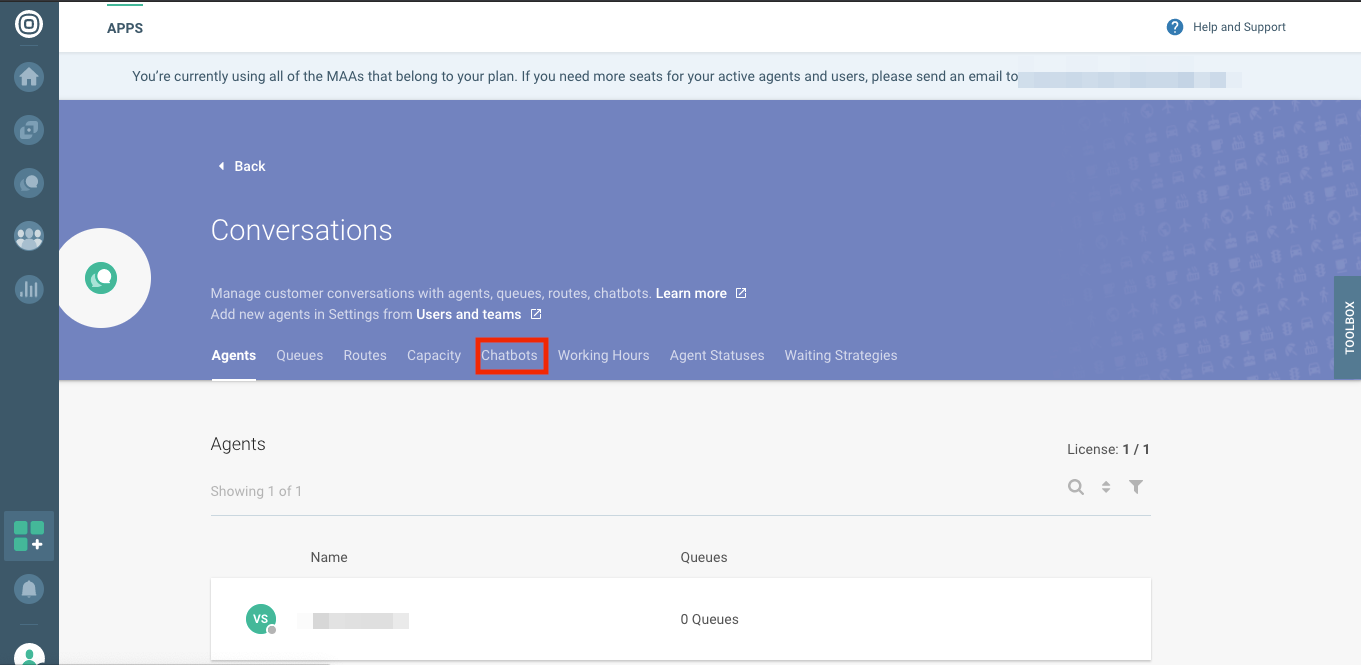 APPS
Help and Support
You’re currently using all of the MAAs that belong to your plan. If you need more seats for your active agents and users, please send an email to
Back
Conversations
Manage customer conversations with agents, queues, routes, chatbots. Learn more
Add new agents in Settings from Users and teams
Agents Queues Routes Capacity Chatbots Working Hours Agent Statuses Waiting Strategies
TOOLBOX
Agents
License: 1 / 1
Showing 1 of 1
Name Queues
VS 0 Queues